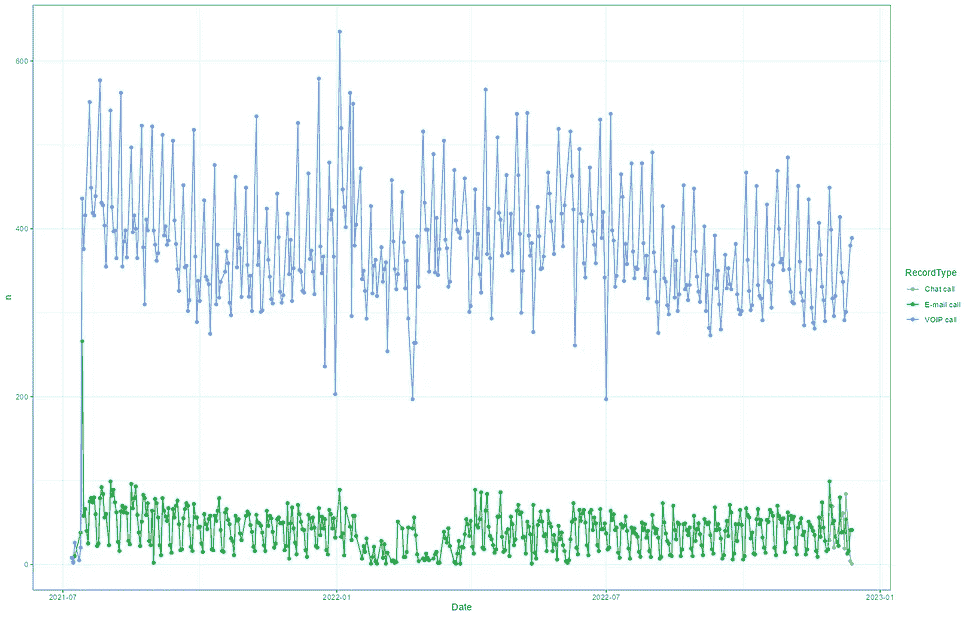 600
400
200
0
n
2021-07
2022-01
2022-07
2023-01
Date
RecordType
Chat call
E-mail call
VOIP call